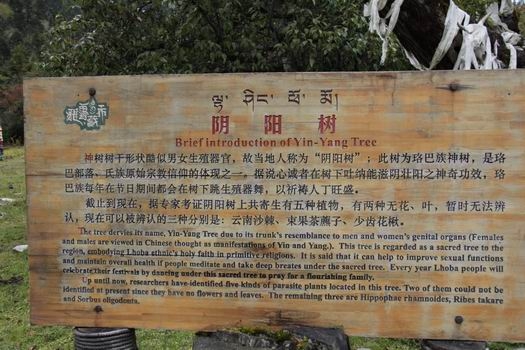 阴 阳 树
Brief introduction of Yin-Yang Tree
神树树干形状酷似男女生殖器官，故当地人称为“阴阳树”；此树为珞巴族神树，是珞
巴部落、氏族原始宗教信仰的体现之一。据说心诚者在树下吐纳能滋阴壮阳之神奇功效，珞
巴族每年在节日期间都会在树下跳生殖器舞，以祈祷人丁旺盛。
截止到现在，据专家考证阴阳树上共寄生有五种植物，有两种无花、叶，暂时无法辨
认，现在可以被辨认的三种分别是：云南沙棘、束果茶藨子、少齿花楸。
The tree dervies its name, Yin-Yang Tree due to its trunk's resemblance to men and women's genital organs (Females
and males are viewed in Chinese thought as manifestations of Yin and Yang.). This tree is regarded as a sacred tree to the
region, embodying Lhoba ethnic's holy faith in primitive religions. It is said that it can help to improve sexual functions
and maintain overall health if people meditate and take deep breates under the sacred tree. Every year Lhoba people will
celebrate their festivals by dancing under this sacred tree to pray for a flourishing family.
Up until now, researchers have identified five kinds of parasite plants located in this tree. Two of them could not be
identified at present since they have no flowers and leaves. The remaining three are Hippophae rhamnoides, Ribes takare
and Sorbus oligodonta.